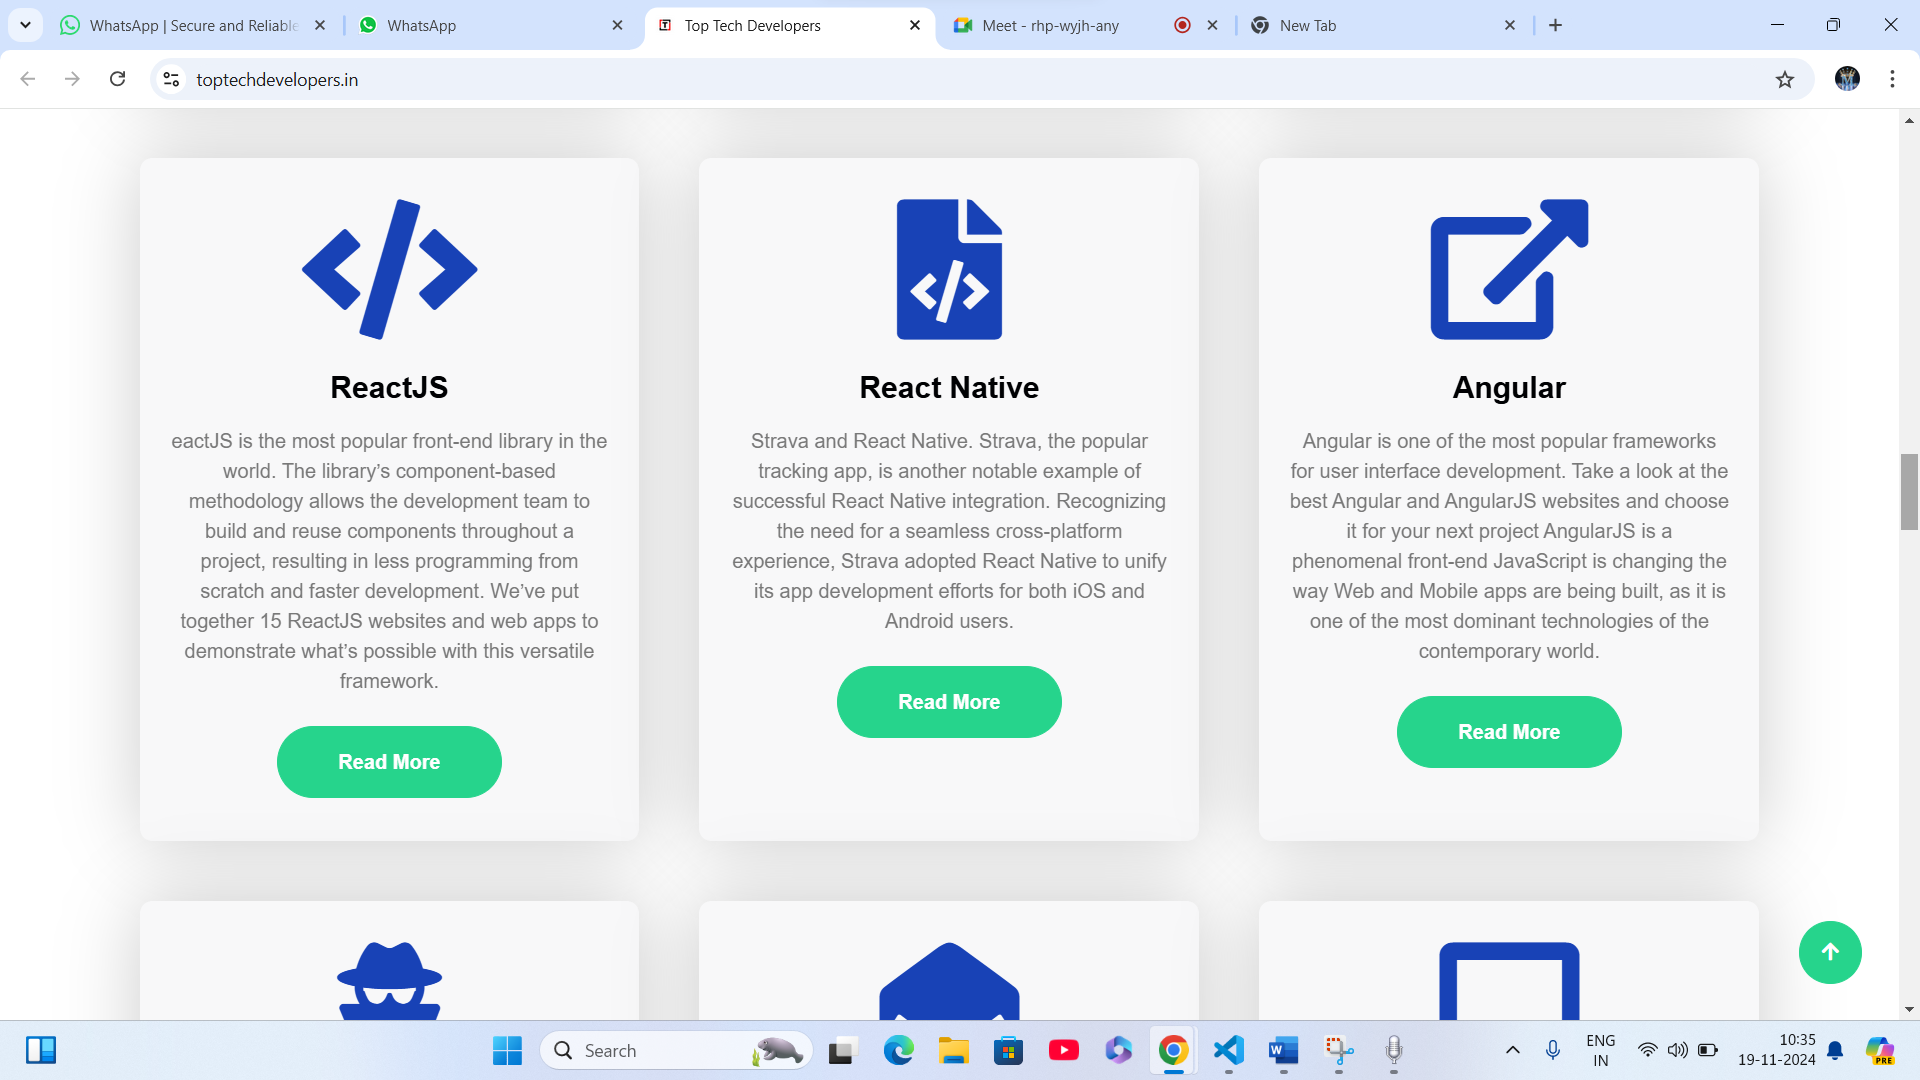 WhatsApp | Secure and Reliable
WhatsApp
Top Tech Developers
Meet - rhp-wyjh-any
New Tab
toptechdevelopers.in
ReactJS
eactJS is the most popular front-end library in the
world. The library’s component-based
methodology allows the development team to
build and reuse components throughout a
project, resulting in less programming from
scratch and faster development. We’ve put
together 15 ReactJS websites and web apps to
demonstrate what’s possible with this versatile
framework.
Read More
React Native
Strava and React Native. Strava, the popular
tracking app, is another notable example of
successful React Native integration. Recognizing
the need for a seamless cross-platform
experience, Strava adopted React Native to unify
its app development efforts for both iOS and
Android users.
Read More
Angular
Angular is one of the most popular frameworks
for user interface development. Take a look at the
best Angular and AngularJS websites and choose
it for your next project AngularJS is a
phenomenal front-end JavaScript is changing the
way Web and Mobile apps are being built, as it is
one of the most dominant technologies of the
contemporary world.
Read More
Search
ENG
IN
10:35
19-11-2024
PRE